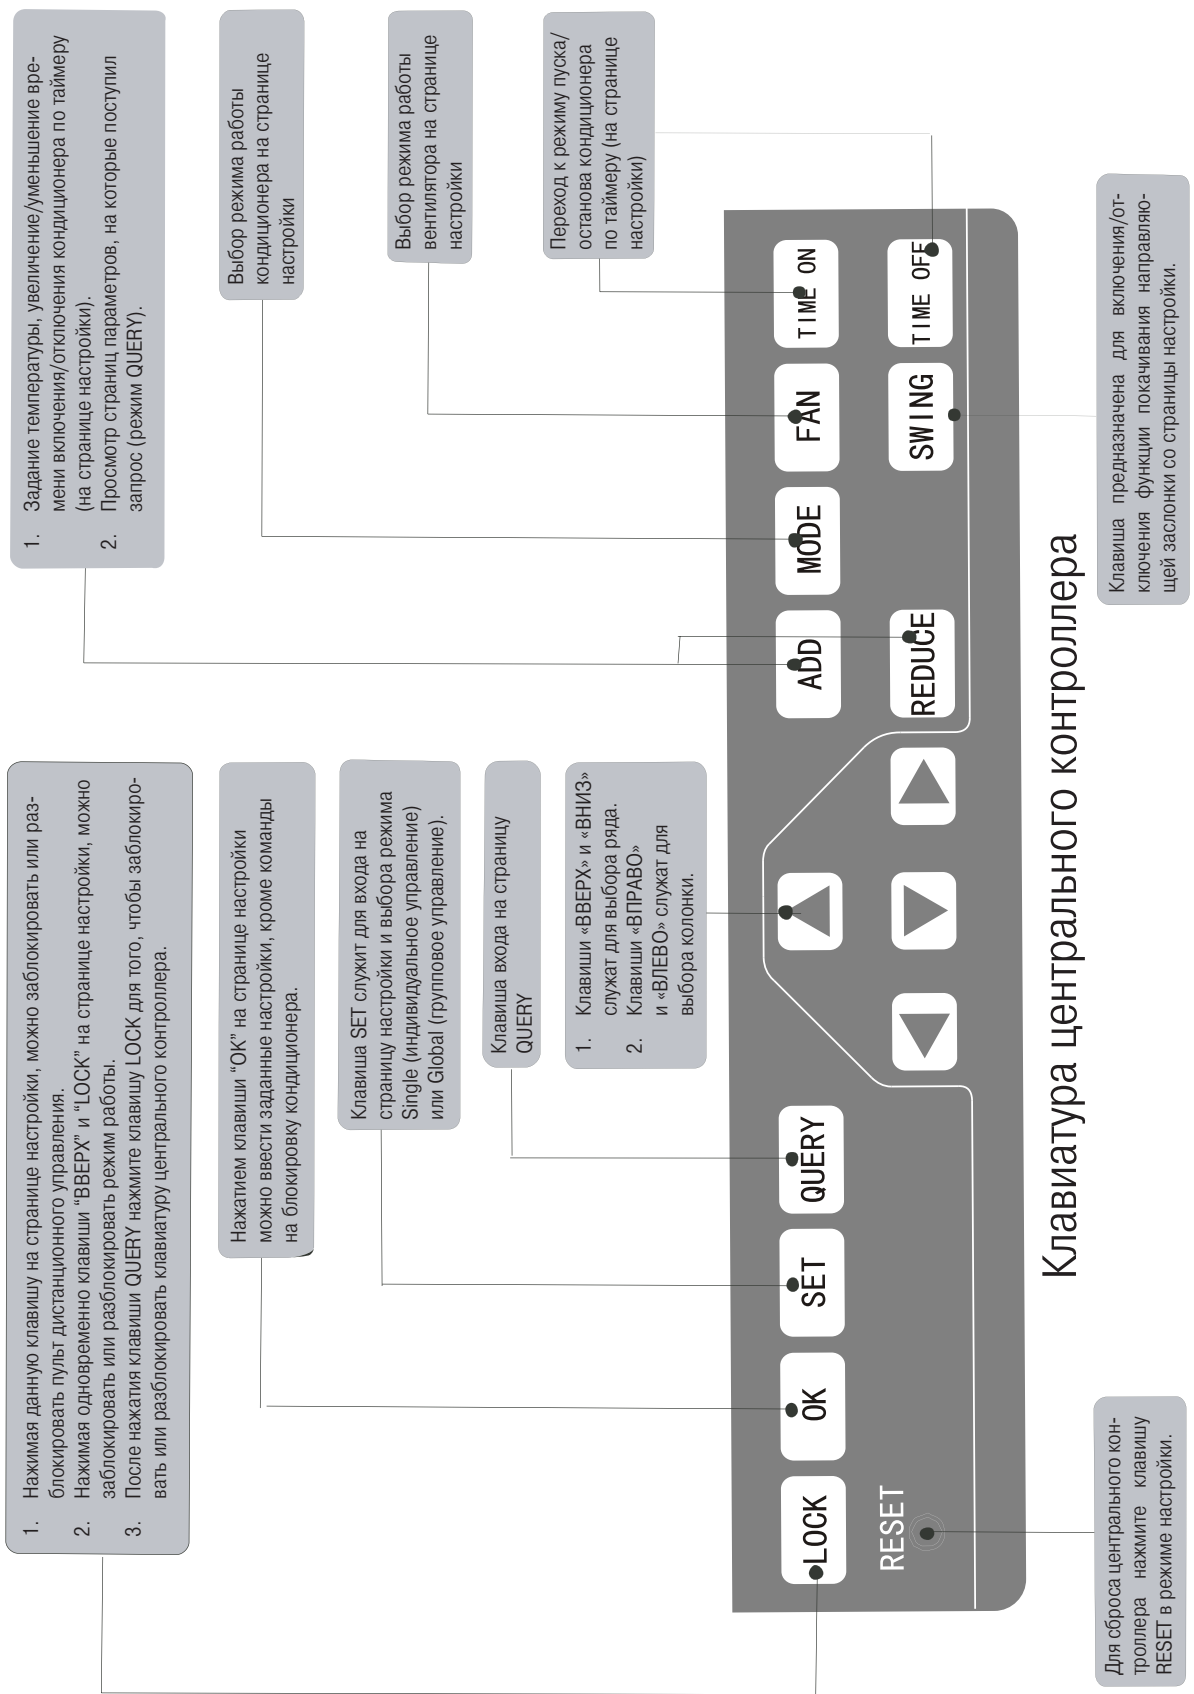 1. Нажимая данную клавишу на странице настройки, можно заблокировать или раз-
блокировать пульт дистанционного управления.
2. Нажимая одновременно клавиши “ВВЕРХ” и “LOCK” на странице настройки, можно
заблокировать или разблокировать режим работы.
3. После нажатия клавиши QUERY нажмите клавишу LOCK для того, чтобы заблокиро-
вать или разблокировать клавиатуру центрального контроллера.
1. Задание температуры, увеличение/уменьшение вре-
мени включения/отключения кондиционера по таймеру
(на странице настройки).
2. Просмотр страниц параметров, на которые поступил
запрос (режим QUERY).
Нажатием клавиши “OK” на странице настройки
можно ввести заданные настройки, кроме команды
на блокировку кондиционера.
Выбор режима работы
кондиционера на странице
настройки
Клавиша SET служит для входа на
страницу настройки и выбора режима
Single (индивидуальное управление)
или Global (групповое управление).
Выбор режима работы
вентилятора на странице
настройки
Клавиша входа на страницу
QUERY
1. Клавиши «ВВЕРХ» и «ВНИЗ»
служат для выбора ряда.
2. Клавиши «ВПРАВО»
и «ВЛЕВО» служат для
выбора колонки.
Переход к режиму пуска/
останова кондиционера
по таймеру (на странице
настройки)
LOCK
OK
SET
QUERY
ADD
MODE
FAN
TIME ON
RESET
REDUCE
SWING
TIME OFF
Клавиатура центрального контроллера
Для сброса центрального кон-
троллера нажмите клавишу
RESET в режиме настройки.
Клавиша предназначена для включения/от-
ключения функции покачивания направляю-
щей заслонки со страницы настройки.